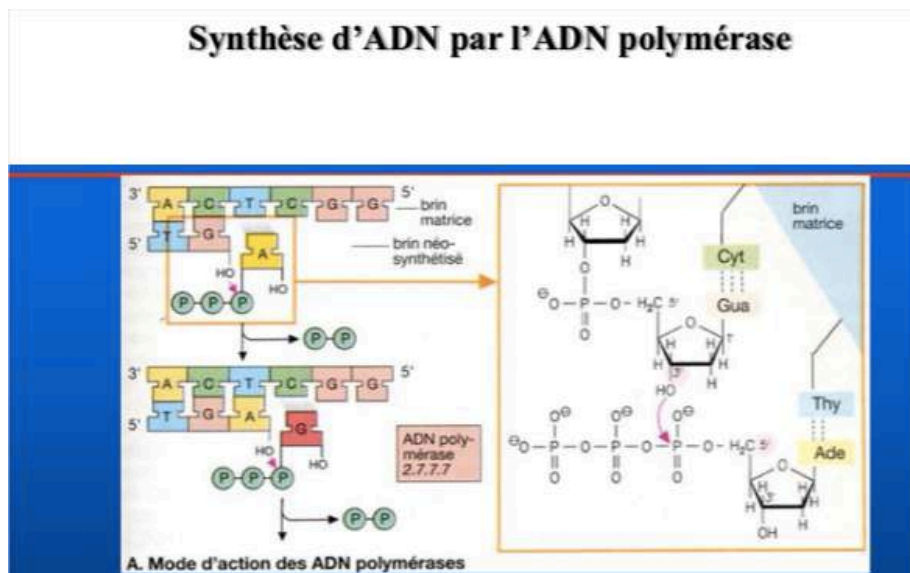 Synthèse d'ADN par l'ADN polymérase
3' A C T C G G 5'
brin
matrice
5' T G A
brin néo-
synthétisé
HO
HO
P P P
P P
3' A C T C G G 5'
5' T G A G
HO
HO
P P P
P P
ADN poly-
mérase
2.7.7.7
A. Mode d'action des ADN polymérases
brin
matrice
O
H H
H H
H
O
⊖O P O H₂C 5'
O
Cyt
Gua
O
1'
H H
H H
3'
HO
H
Thy
Ade
O⊖ O⊖ O⊖
⊖O P O P O P O H₂C 5'
O O O
O
H H
H H
3'
OH H